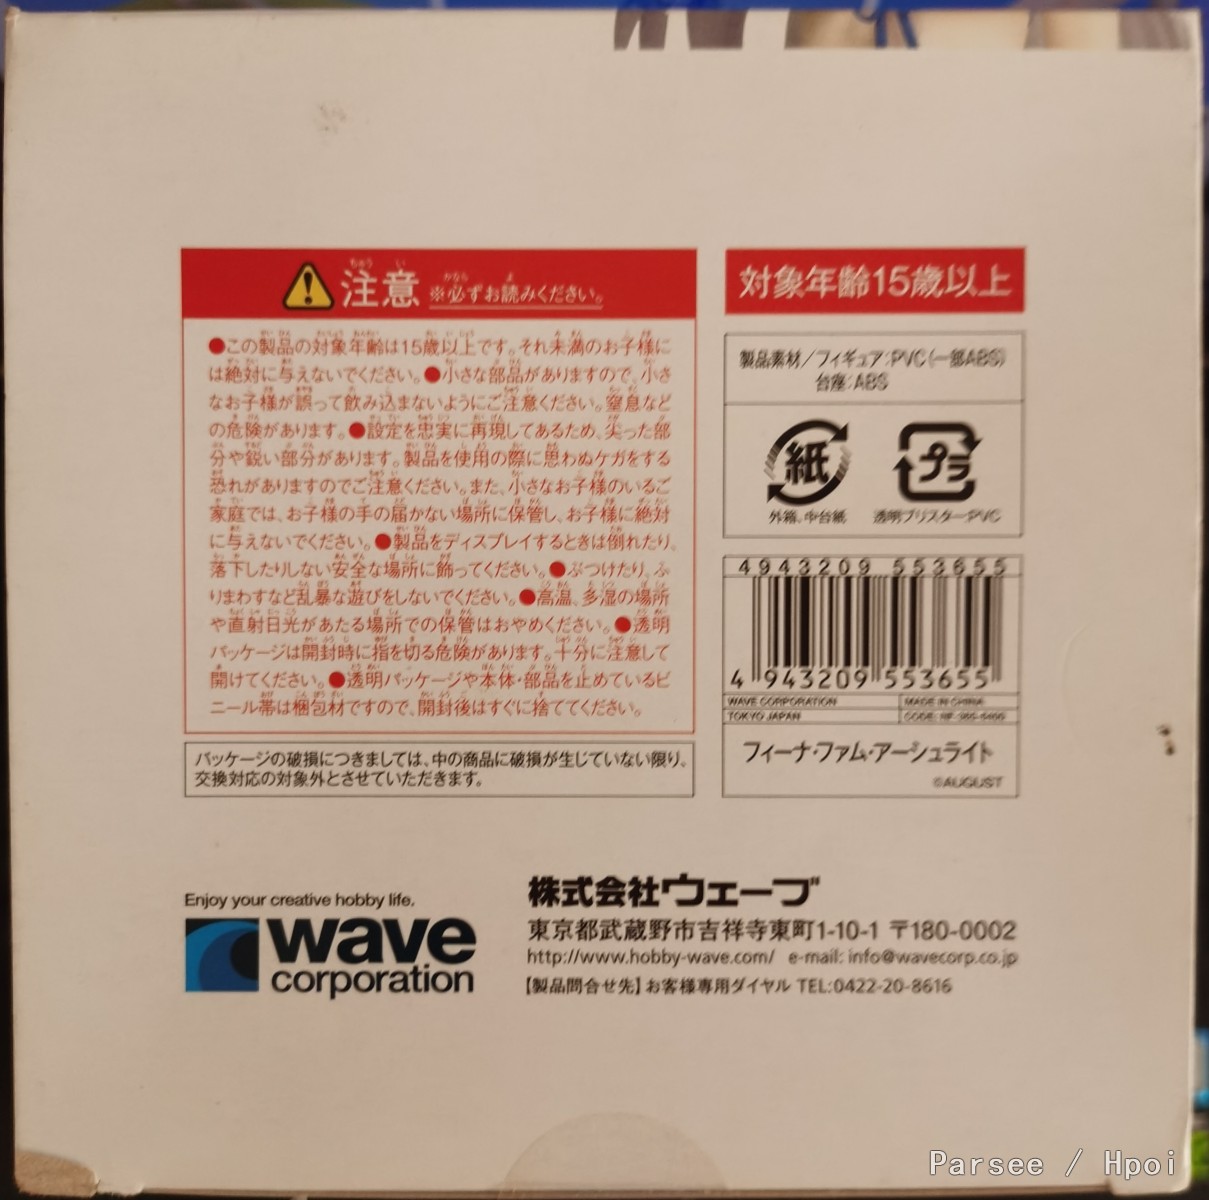 注意 ※必ずお読みください。
●この製品の対象年齢は15歳以上です。それ未満のお子様に
は絶対に与えないでください。●小さな部品がありますので、小さ
なお子様が誤って飲み込まないようにご注意ください。窒息など
の危険があります。●設定を忠実に再現してあるため、尖った部
分や鋭い部分があります。製品を使用の際に思わぬケガをする
恐れがありますのでご注意ください。また、小さなお子様のいるご
家庭では、お子様の手の届かない場所に保管し、お子様に絶対
に与えないでください。●製品をディスプレイするときは倒れたり、
落下したりしない安全な場所に飾ってください。●ぶつけたり、ふ
りまわすなど乱暴な遊びをしないでください。●高温、多湿の場所
や直射日光があたる場所での保管はおやめください。●透明
パッケージは開封時に指を切る危険があります。十分に注意して
開けてください。●透明パッケージや本体・部品を止めているビ
ニール帯は梱包材ですので、開封後はすぐに捨ててください。
パッケージの破損につきましては、中の商品に破損が生じていない限り、
交換対応の対象外とさせていただきます。
対象年齢15歳以上
製品素材/フィギュア:PVC(一部ABS)
台座:ABS
紙
プラ
外箱、中台紙
透明ブリスター:PVC
4943209 553655
4 943209 553655
WAVE CORPORATION
MADE IN CHINA
TOKYO JAPAN
フィーナ・ファム・アーシュライト
©AUGUST
Enjoy your creative hobby life.
wave
corporation
株式会社ウェーブ
東京都武蔵野市吉祥寺東町1-10-1 〒180-0002
http://www.hobby-wave.com/ e-mail: info@wavecorp.co.jp
【製品問合せ先】お客様専用ダイヤル TEL:0422-20-8616
Parsee / Hpoi